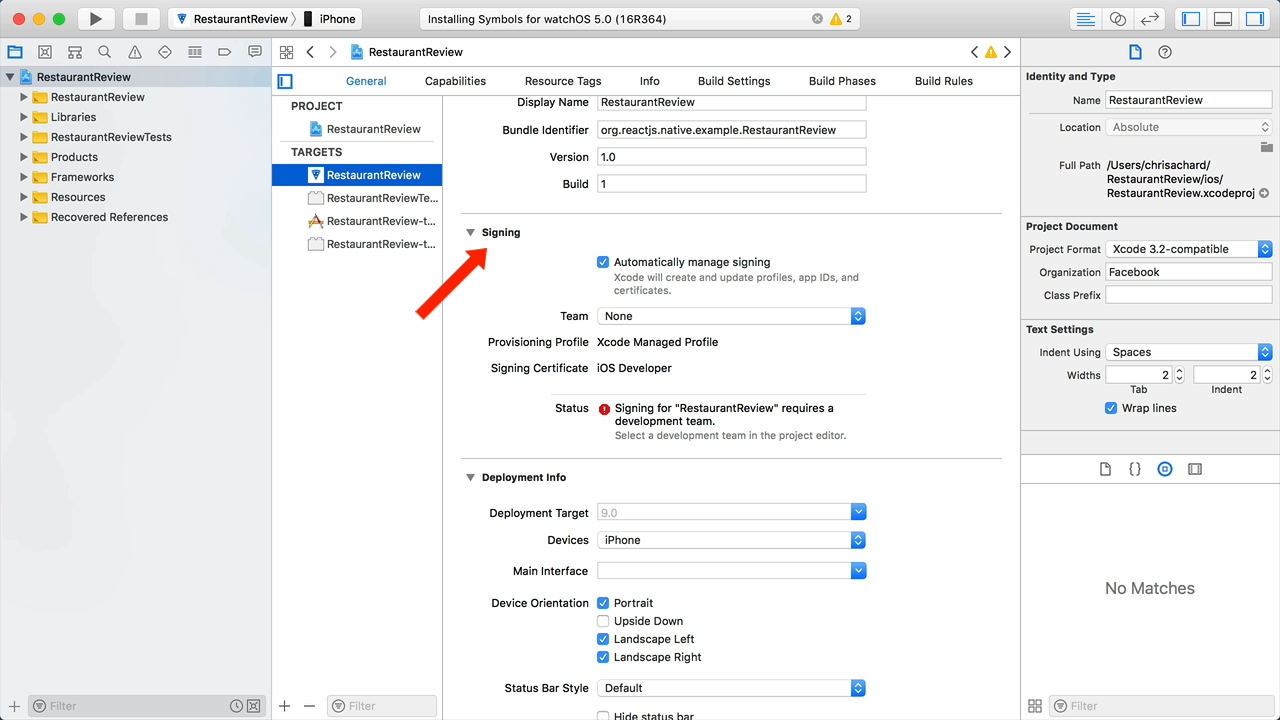 RestaurantReview
iPhone
Installing Symbols for watchOS 5.0 (16R364)
2
RestaurantReview
RestaurantReview
RestaurantReview
Libraries
RestaurantReviewTests
Products
Frameworks
Resources
Recovered References
Filter
General
Capabilities
Resource Tags
Info
Build Settings
Build Phases
Build Rules
PROJECT
RestaurantReview
TARGETS
RestaurantReview
RestaurantReviewTe...
RestaurantReview-t...
RestaurantReview-t...
Filter
Display Name RestaurantReview
Bundle Identifier org.reactjs.native.example.RestaurantReview
Version 1.0
Build 1
Signing
Automatically manage signing
Xcode will create and update profiles, app IDs, and
certificates.
Team None
Provisioning Profile Xcode Managed Profile
Signing Certificate iOS Developer
Status Signing for "RestaurantReview" requires a
development team.
Select a development team in the project editor.
Deployment Info
Deployment Target 9.0
Devices iPhone
Main Interface
Device Orientation Portrait
Upside Down
Landscape Left
Landscape Right
Status Bar Style Default
Hide status bar
Identity and Type
Name RestaurantReview
Location Absolute
Full Path /Users/chrisachard/
RestaurantReview/ios/
RestaurantReview.xcodeproj
Project Document
Project Format Xcode 3.2-compatible
Organization Facebook
Class Prefix
Text Settings
Indent Using Spaces
Widths 2 2
Tab Indent
Wrap lines
No Matches
Filter